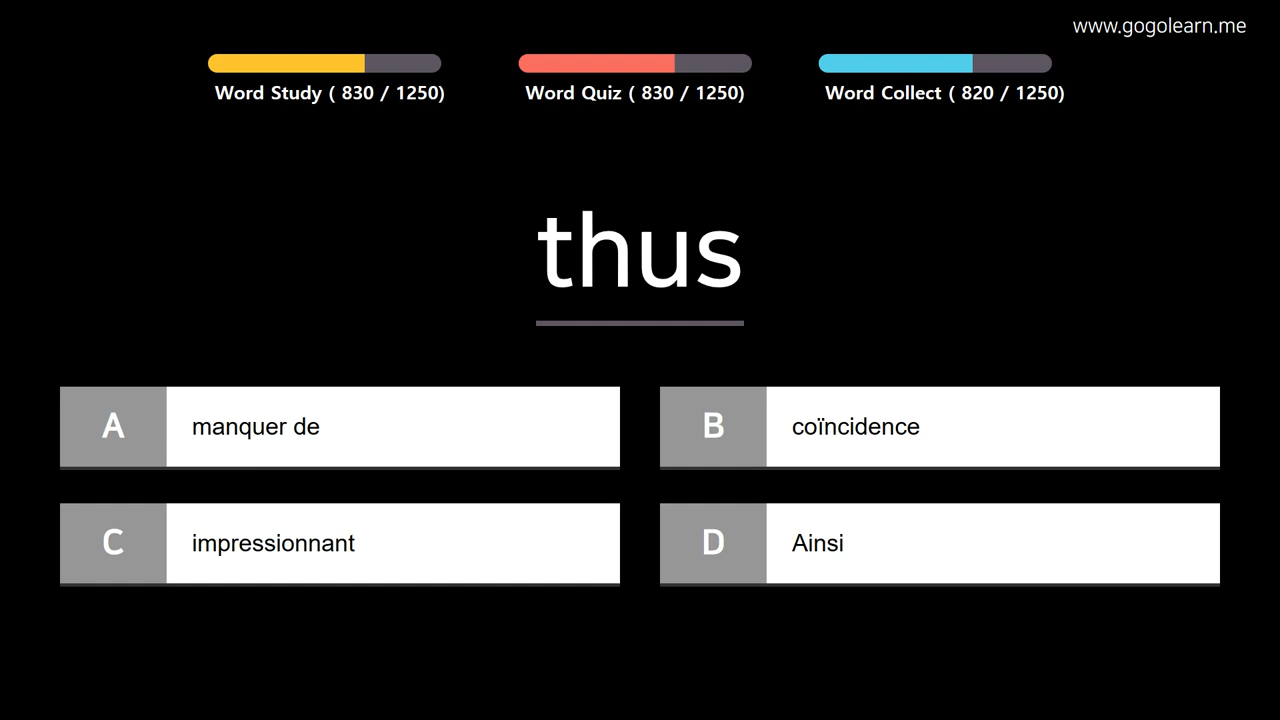 www.gogolearn.me
Word Study ( 830 / 1250)
Word Quiz ( 830 / 1250)
Word Collect ( 820 / 1250)
thus
A manquer de
B coïncidence
C impressionnant
D Ainsi